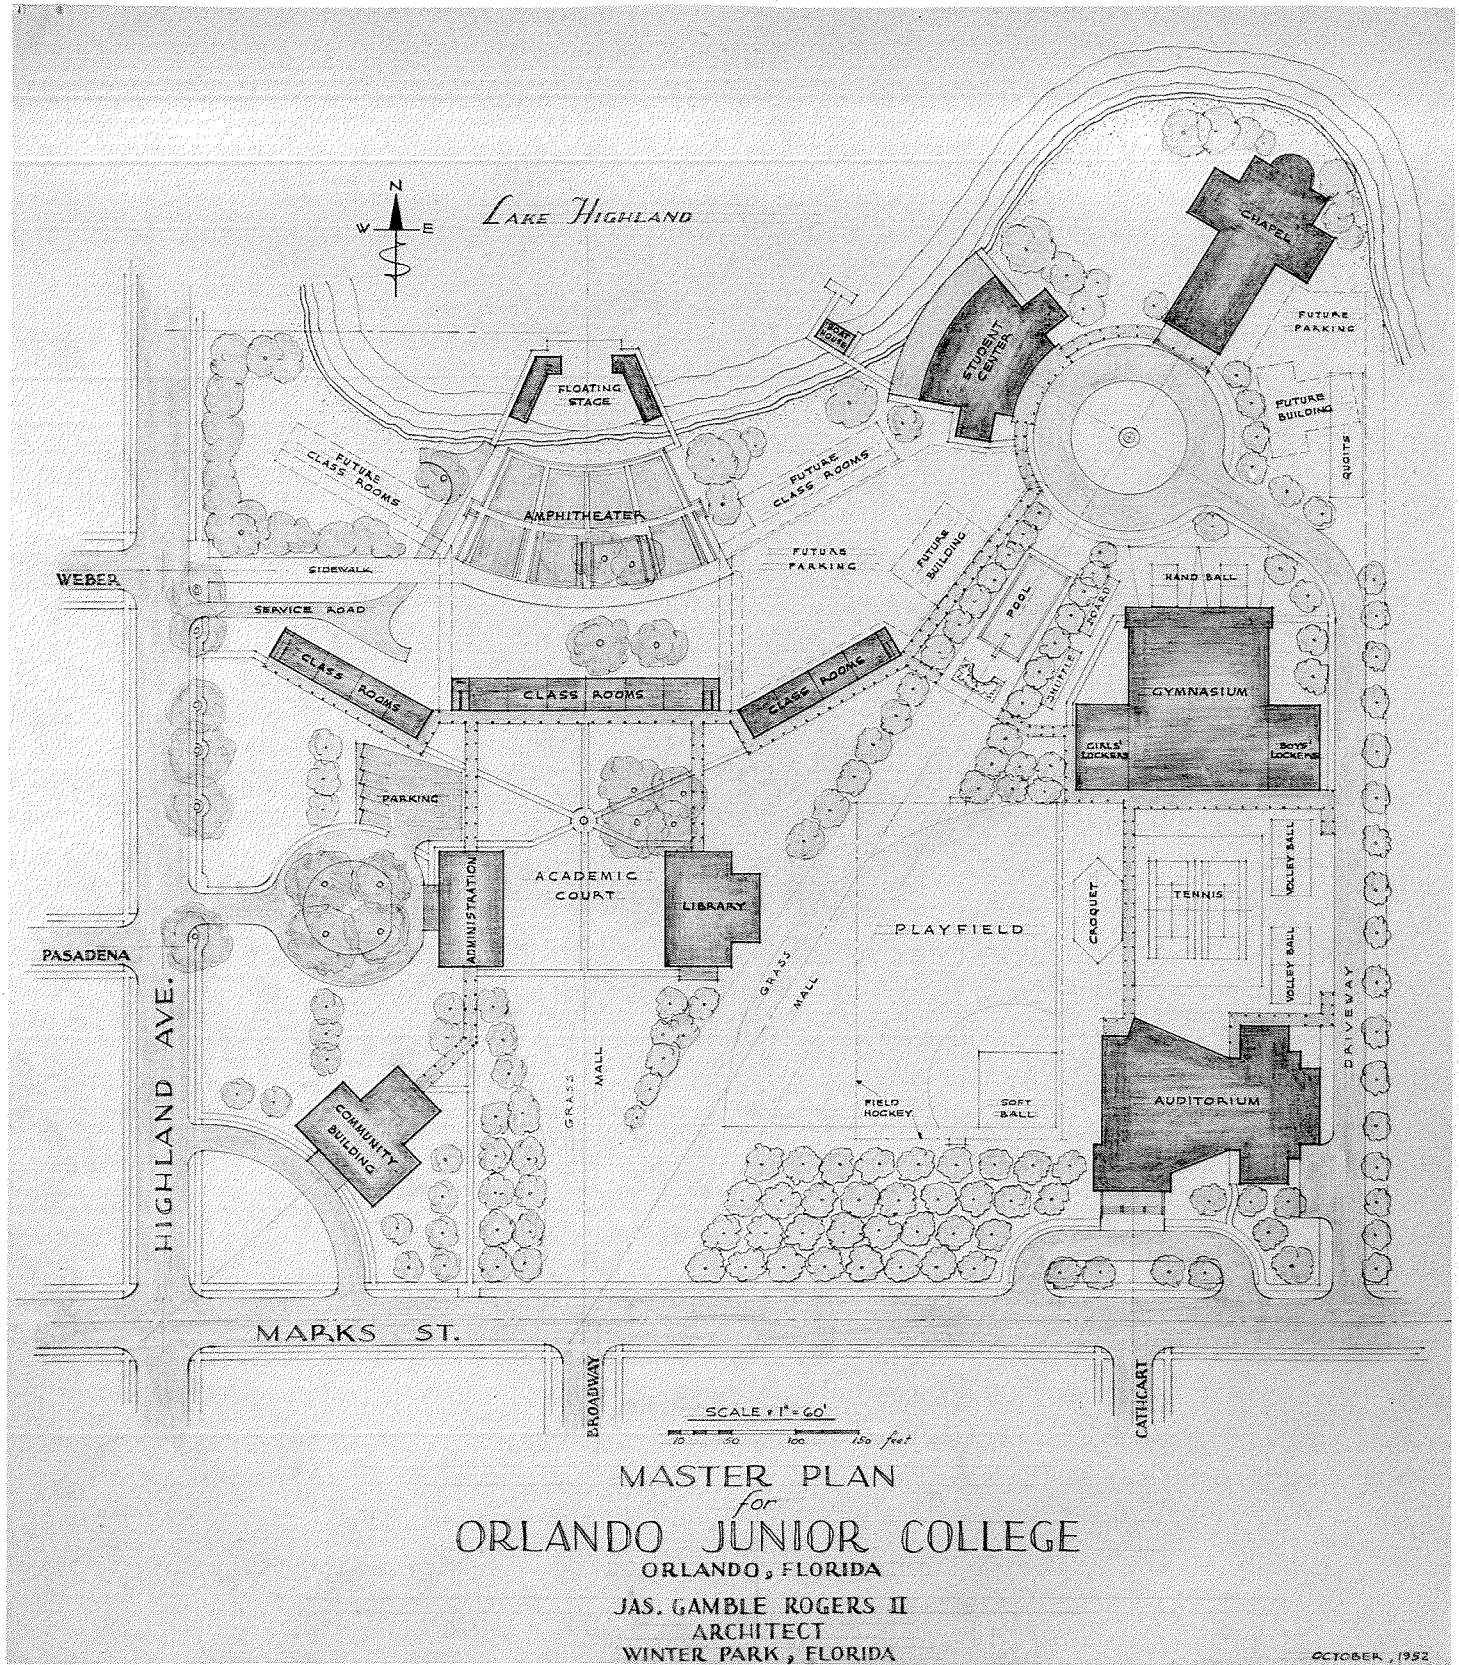 N
W E
LAKE HIGHLAND
CHAPEL
FUTURE
PARKING
BOAT
HOUSE
STUDENT
CENTER
FLOATING
STAGE
FUTURE
BUILDING
QUOITS
FUTURE
CLASS ROOMS
FUTURE
CLASS ROOMS
AMPHITHEATER
FUTURE
PARKING
FUTURE
BUILDING
WEBER
SIDEWALK
SERVICE ROAD
POOL
SHUFFLE BOARD
HAND BALL
CLASS ROOMS
CLASS ROOMS
CLASS ROOMS
GYMNASIUM
GIRLS'
LOCKERS
BOYS'
LOCKERS
PARKING
ADMINISTRATION
ACADEMIC
COURT
LIBRARY
PLAYFIELD
CROQUET
TENNIS
VOLLEY BALL
VOLLEY BALL
PASADENA
HIGHLAND AVE.
GRASS
MALL
GRASS
MALL
DRIVEWAY
COMMUNITY
BUILDING
FIELD
HOCKEY
SOFT
BALL
AUDITORIUM
MARKS ST.
BROADWAY
CATHCART
SCALE • 1" = 60'
10 50 100 150 feet
MASTER PLAN
for
ORLANDO JUNIOR COLLEGE
ORLANDO, FLORIDA
JAS. GAMBLE ROGERS II
ARCHITECT
WINTER PARK, FLORIDA
OCTOBER, 1952